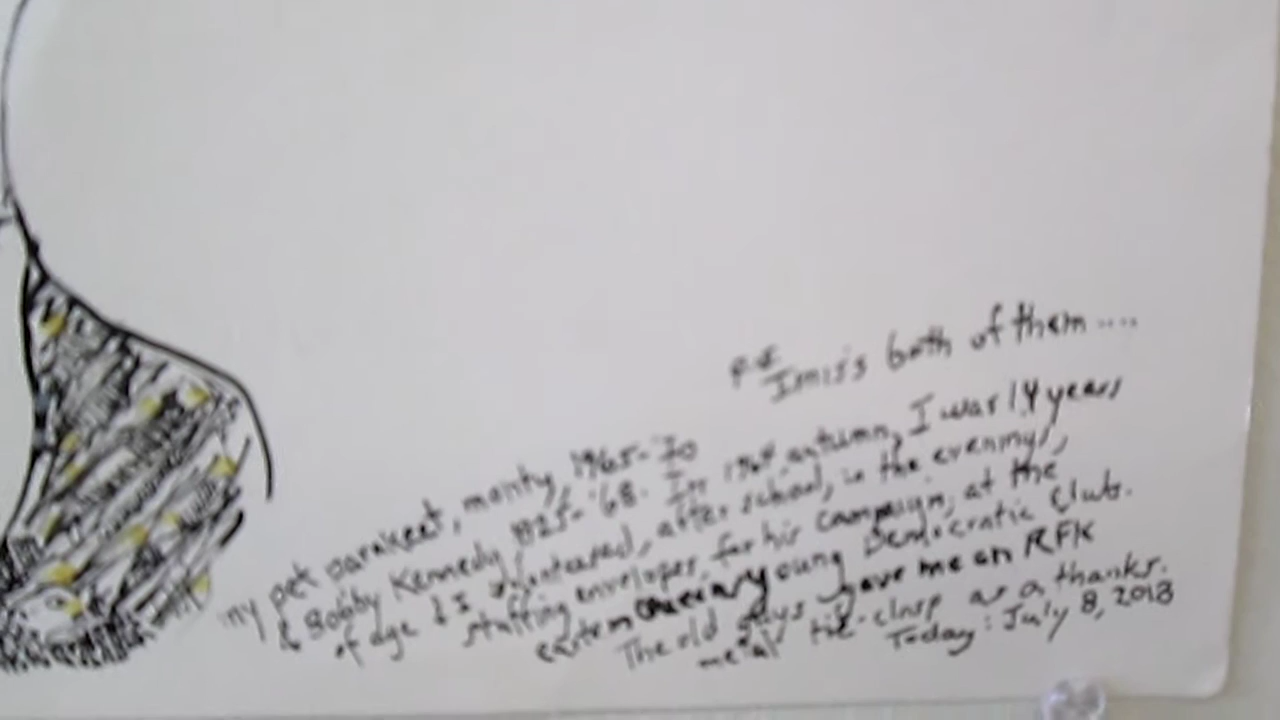 P.S.
I miss both of them....
my pet parakeet, monty, 1965-'70
& Bobby Kennedy, 1925-'68. In autumn, I was 14 years
of age & I volunteered, after school, in the evenings,
stuffing envelopes, for his campaign, at the
eastern young Democratic Club.
The old guys gave me an RFK
metal tie-clasp as a thanks.
Today: July 8, 2013